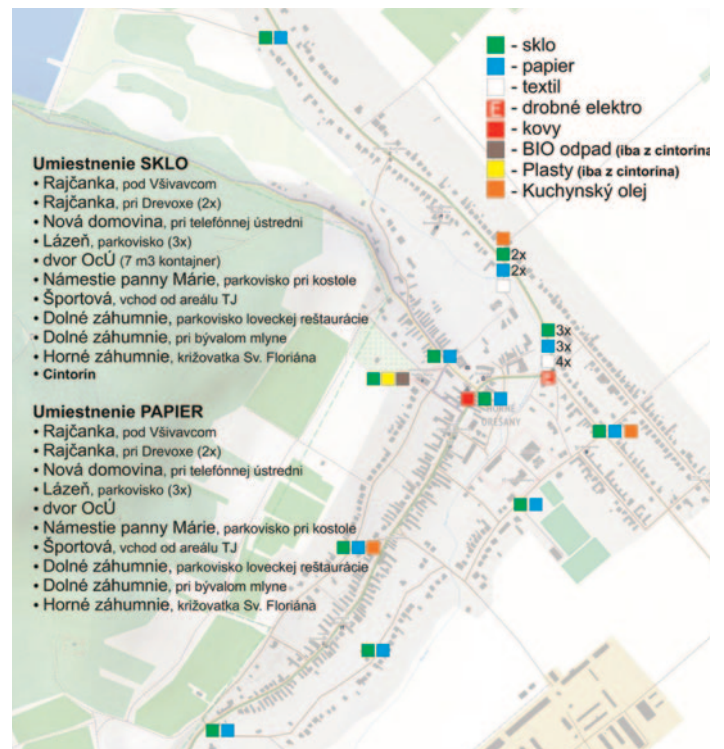 - sklo
- papier
- textil
E - drobné elektro
- kovy
- BIO odpad (iba z cintorina
- Plasty (iba z cintorina)
- Kuchynský olej
Umiestnenie SKLO
• Rajčanka, pod Všivavcom
• Rajčanka, pri Drevoxe (2x)
• Nová domovina, pri telefónnej ústredni
• Lázeň, parkovisko (3x)
• dvor OcÚ (7 m3 kontajner)
• Námestie panny Márie, parkovisko pri kostole
• Športová, vchod od areálu TJ
• Dolné záhumnie, parkovisko loveckej reštaurácie
• Dolné záhumnie, pri bývalom mlyne
• Horné záhumnie, križovatka Sv. Floriána
• Cintorín
Umiestnenie PAPIER
• Rajčanka, pod Všivavcom
• Rajčanka, pri Drevoxe (2x)
• Nová domovina, pri telefónnej ústredni
• Lázeň, parkovisko (3x)
• dvor OcÚ
• Námestie panny Márie, parkovisko pri kostole
• Športová, vchod od areálu TJ
• Dolné záhumnie, parkovisko loveckej reštaurácie
• Dolné záhumnie, pri bývalom mlyne
• Horné záhumnie, križovatka Sv. Floriána
2x
2x
3x
3x
4x
E
HORNÉ
OREŠANY